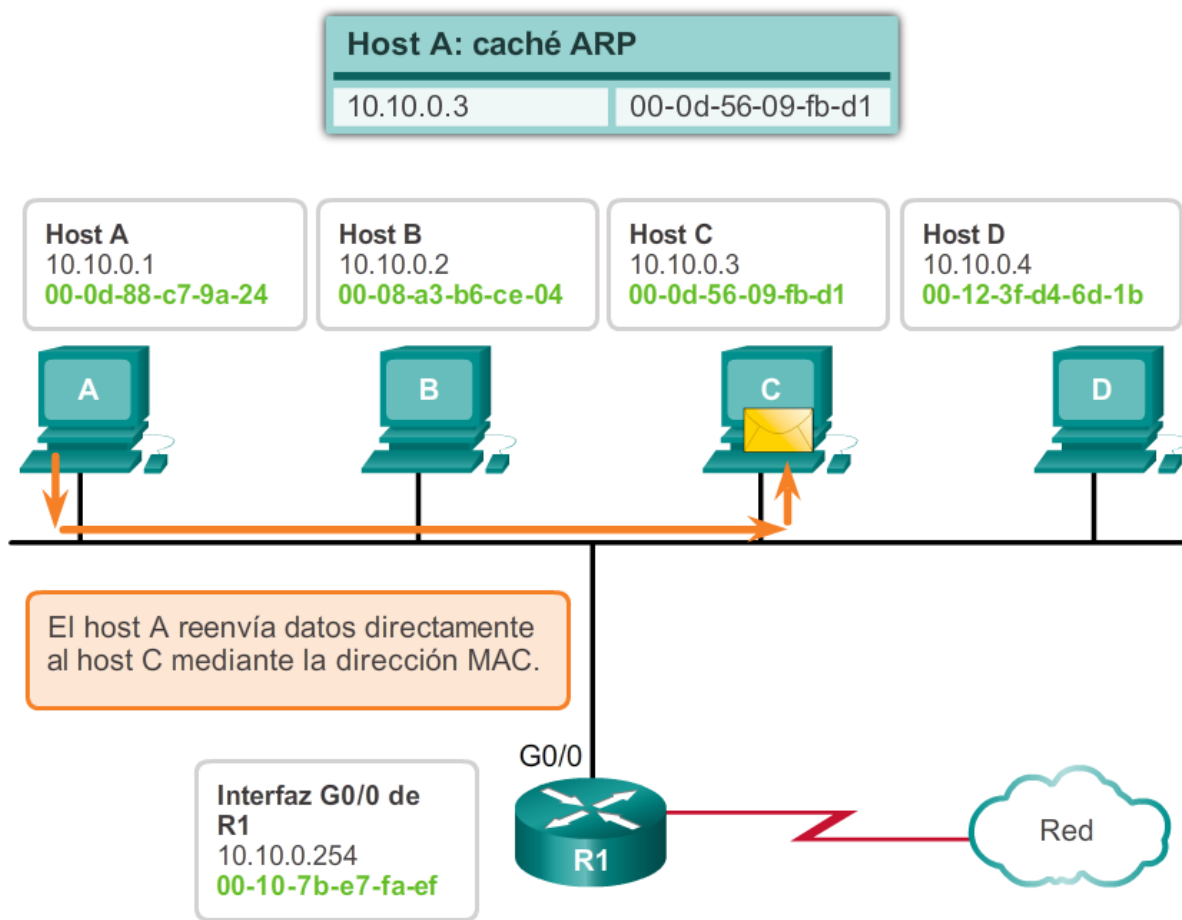 Host A: caché ARP
10.10.0.3 00-0d-56-09-fb-d1
Host A
10.10.0.1
00-0d-88-c7-9a-24
Host B
10.10.0.2
00-08-a3-b6-ce-04
Host C
10.10.0.3
00-0d-56-09-fb-d1
Host D
10.10.0.4
00-12-3f-d4-6d-1b
A
B
C
D
El host A reenvía datos directamente
al host C mediante la dirección MAC.
G0/0
Interfaz G0/0 de
R1
10.10.0.254
00-10-7b-e7-fa-ef
R1
Red